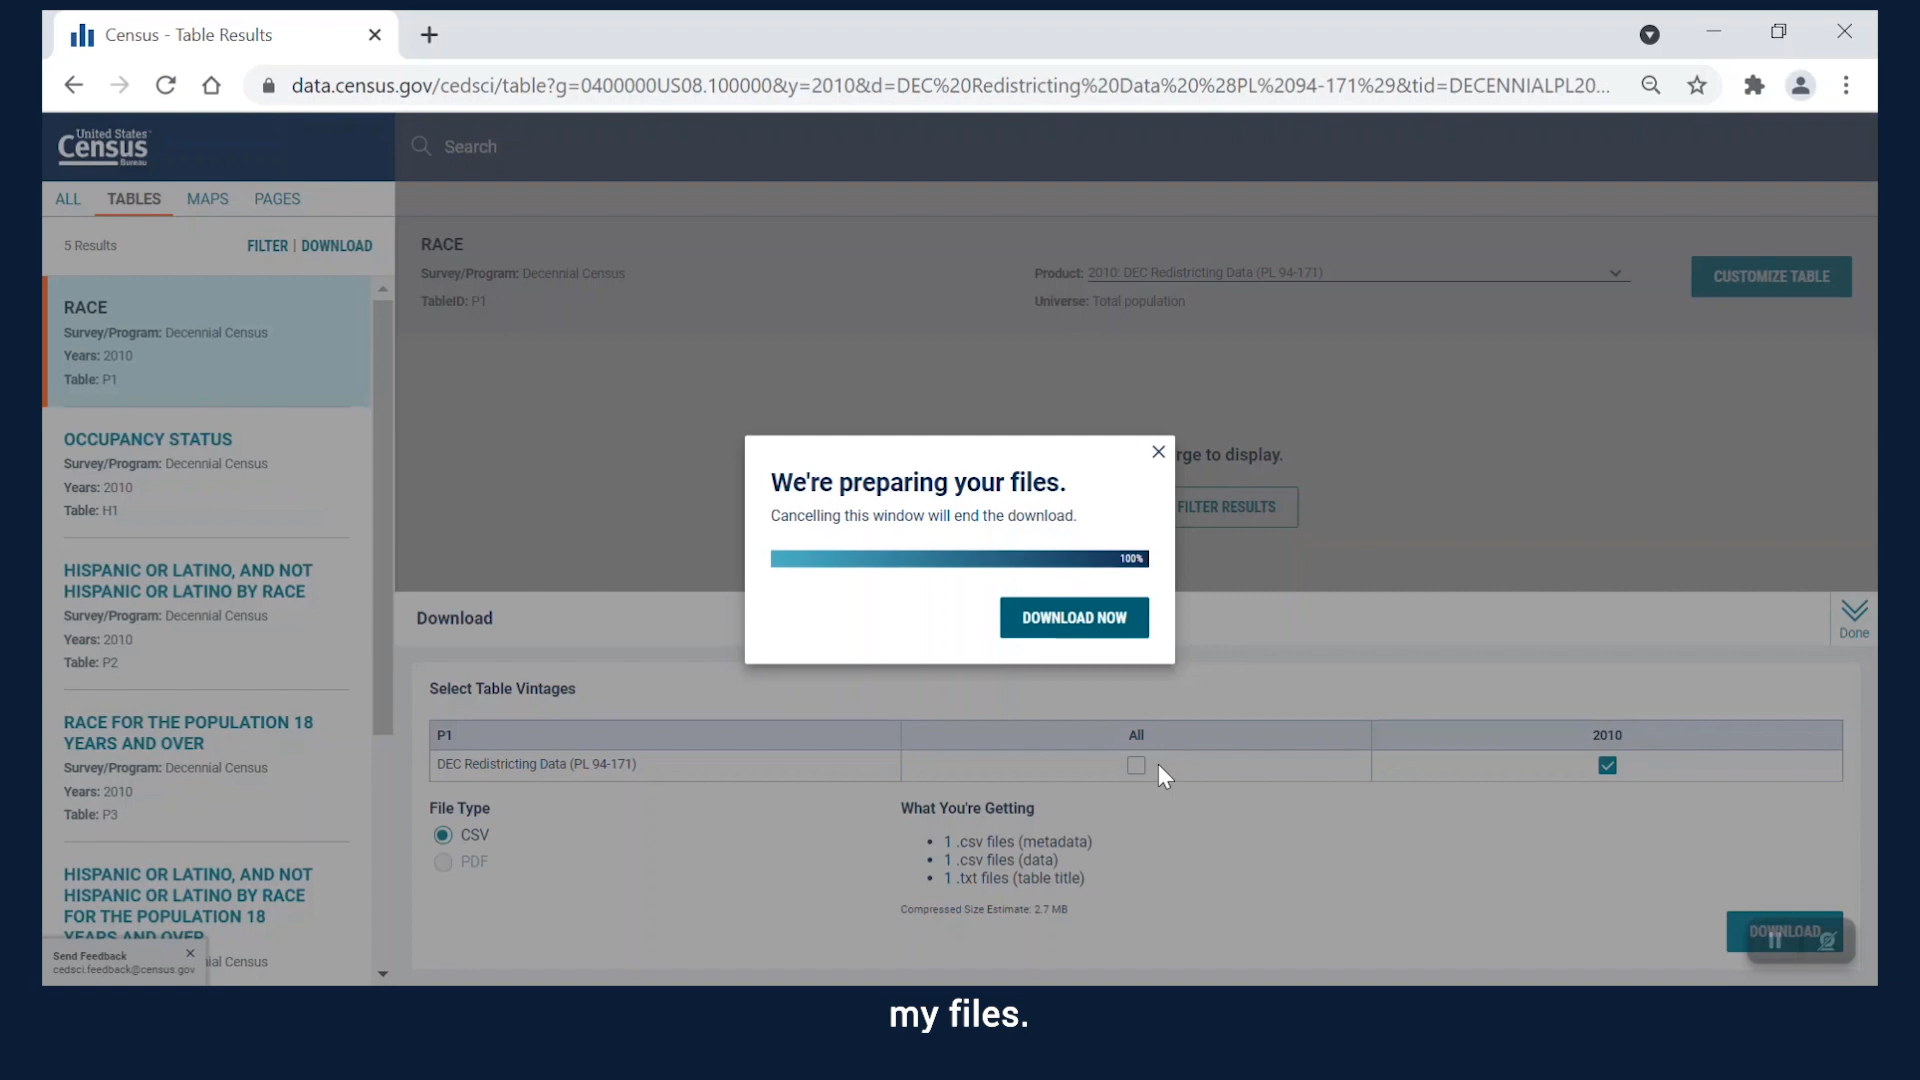 Census - Table Results
data.census.gov/cedsci/table?g=0400000US08.100000&y=2010&d=DEC%20Redistricting%20Data%20%28PL%2094-171%29&tid=DECENNIALPL20...
United States
Census
Bureau
Search
ALL TABLES MAPS PAGES
5 Results FILTER | DOWNLOAD
RACE
Survey/Program: Decennial Census
Years: 2010
Table: P1
OCCUPANCY STATUS
Survey/Program: Decennial Census
Years: 2010
Table: H1
HISPANIC OR LATINO, AND NOT
HISPANIC OR LATINO BY RACE
Survey/Program: Decennial Census
Years: 2010
Table: P2
RACE FOR THE POPULATION 18
YEARS AND OVER
Survey/Program: Decennial Census
Years: 2010
Table: P3
HISPANIC OR LATINO, AND NOT
HISPANIC OR LATINO BY RACE
FOR THE POPULATION 18
YEARS AND OVER
ial Census
Send Feedback
cedsci.feedback@census.gov
RACE
Survey/Program: Decennial Census
TableID: P1
Product: 2010: DEC Redistricting Data (PL 94-171)
Universe: Total population
CUSTOMIZE TABLE
rge to display.
FILTER RESULTS
We're preparing your files.
Cancelling this window will end the download.
100%
DOWNLOAD NOW
Download
Done
Select Table Vintages
P1 All 2010
DEC Redistricting Data (PL 94-171)
File Type
CSV
PDF
What You're Getting
• 1 .csv files (metadata)
• 1 .csv files (data)
• 1 .txt files (table title)
Compressed Size Estimate: 2.7 MB
DOWNLOAD
my files.